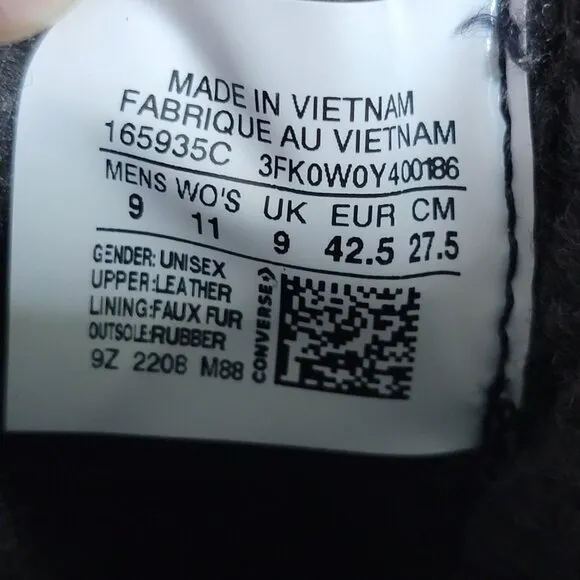 MADE IN VIETNAM
FABRIQUE AU VIETNAM
165935C 3FK0W0Y400186
MENS WO'S UK EUR CM
9 11 9 42.5 27.5
GENDER: UNISEX
UPPER:LEATHER
LINING:FAUX FUR
OUTSOLE:RUBBER
9Z 2208 M88
CONVERSE